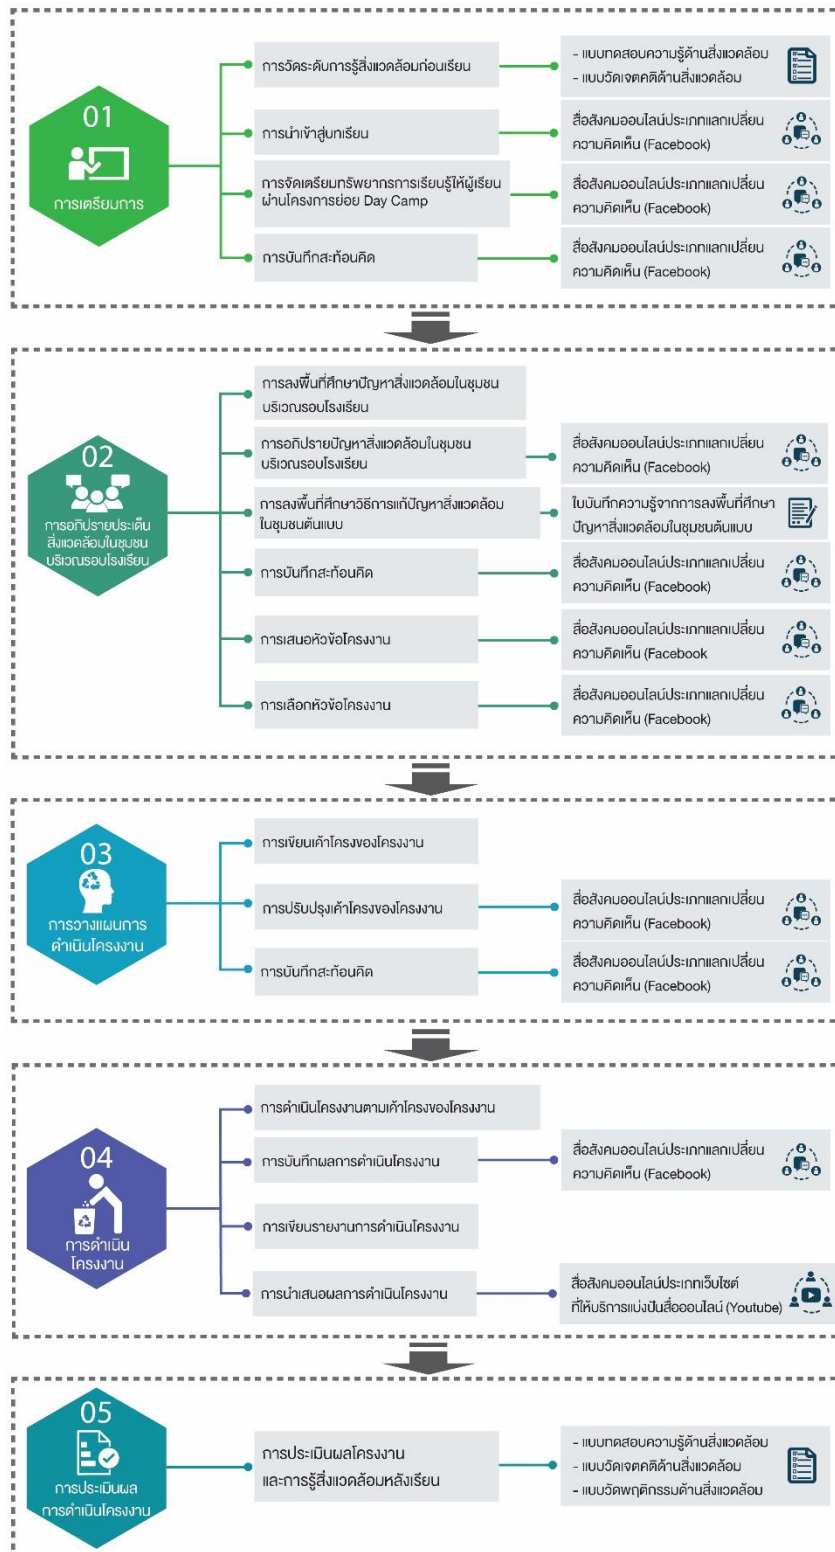 01
การเตรียมการ
การวัดระดับการรู้สิ่งแวดล้อมก่อนเรียน
- แบบทดสอบความรู้ด้านสิ่งแวดล้อม
- แบบวัดเจตคติด้านสิ่งแวดล้อม
การนำเข้าสู่บทเรียน
สื่อสังคมออนไลน์ประเภทแลกเปลี่ยน
ความคิดเห็น (Facebook)
การจัดเตรียมทรัพยากรการเรียนรู้ให้ผู้เรียน
ผ่านโครงการย่อย Day Camp
สื่อสังคมออนไลน์ประเภทแลกเปลี่ยน
ความคิดเห็น (Facebook)
การบันทึกสะท้อนคิด
สื่อสังคมออนไลน์ประเภทแลกเปลี่ยน
ความคิดเห็น (Facebook)
02
การอภิปรายประเด็น
สิ่งแวดล้อมในชุมชน
บริเวณรอบโรงเรียน
การลงพื้นที่ศึกษาปัญหาสิ่งแวดล้อมในชุมชน
บริเวณรอบโรงเรียน
การอภิปรายปัญหาสิ่งแวดล้อมในชุมชน
บริเวณรอบโรงเรียน
สื่อสังคมออนไลน์ประเภทแลกเปลี่ยน
ความคิดเห็น (Facebook)
การลงพื้นที่ศึกษาวิธีการแก้ปัญหาสิ่งแวดล้อม
ในชุมชนต้นแบบ
ใบบันทึกความรู้จากการลงพื้นที่ศึกษา
ปัญหาสิ่งแวดล้อมในชุมชนต้นแบบ
การบันทึกสะท้อนคิด
สื่อสังคมออนไลน์ประเภทแลกเปลี่ยน
ความคิดเห็น (Facebook)
การเสนอหัวข้อโครงงาน
สื่อสังคมออนไลน์ประเภทแลกเปลี่ยน
ความคิดเห็น (Facebook
การเลือกหัวข้อโครงงาน
สื่อสังคมออนไลน์ประเภทแลกเปลี่ยน
ความคิดเห็น (Facebook)
03
การวางแผนการ
ดำเนินโครงงาน
การเขียนเค้าโครงของโครงงาน
การปรับปรุงเค้าโครงของโครงงาน
สื่อสังคมออนไลน์ประเภทแลกเปลี่ยน
ความคิดเห็น (Facebook)
การบันทึกสะท้อนคิด
สื่อสังคมออนไลน์ประเภทแลกเปลี่ยน
ความคิดเห็น (Facebook)
04
การดำเนิน
โครงงาน
การดำเนินโครงงานตามเค้าโครงของโครงงาน
การบันทึกผลการดำเนินโครงงาน
สื่อสังคมออนไลน์ประเภทแลกเปลี่ยน
ความคิดเห็น (Facebook)
การเขียนรายงานการดำเนินโครงงาน
การนำเสนอผลการดำเนินโครงงาน
สื่อสังคมออนไลน์ประเภทเว็บไซต์
ที่ให้บริการแบ่งปันสื่อออนไลน์ (Youtube)
05
การประเมินผล
การดำเนินโครงงาน
การประเมินผลโครงงาน
และการรู้สิ่งแวดล้อมหลังเรียน
- แบบทดสอบความรู้ด้านสิ่งแวดล้อม
- แบบวัดเจตคติด้านสิ่งแวดล้อม
- แบบวัดพฤติกรรมด้านสิ่งแวดล้อม